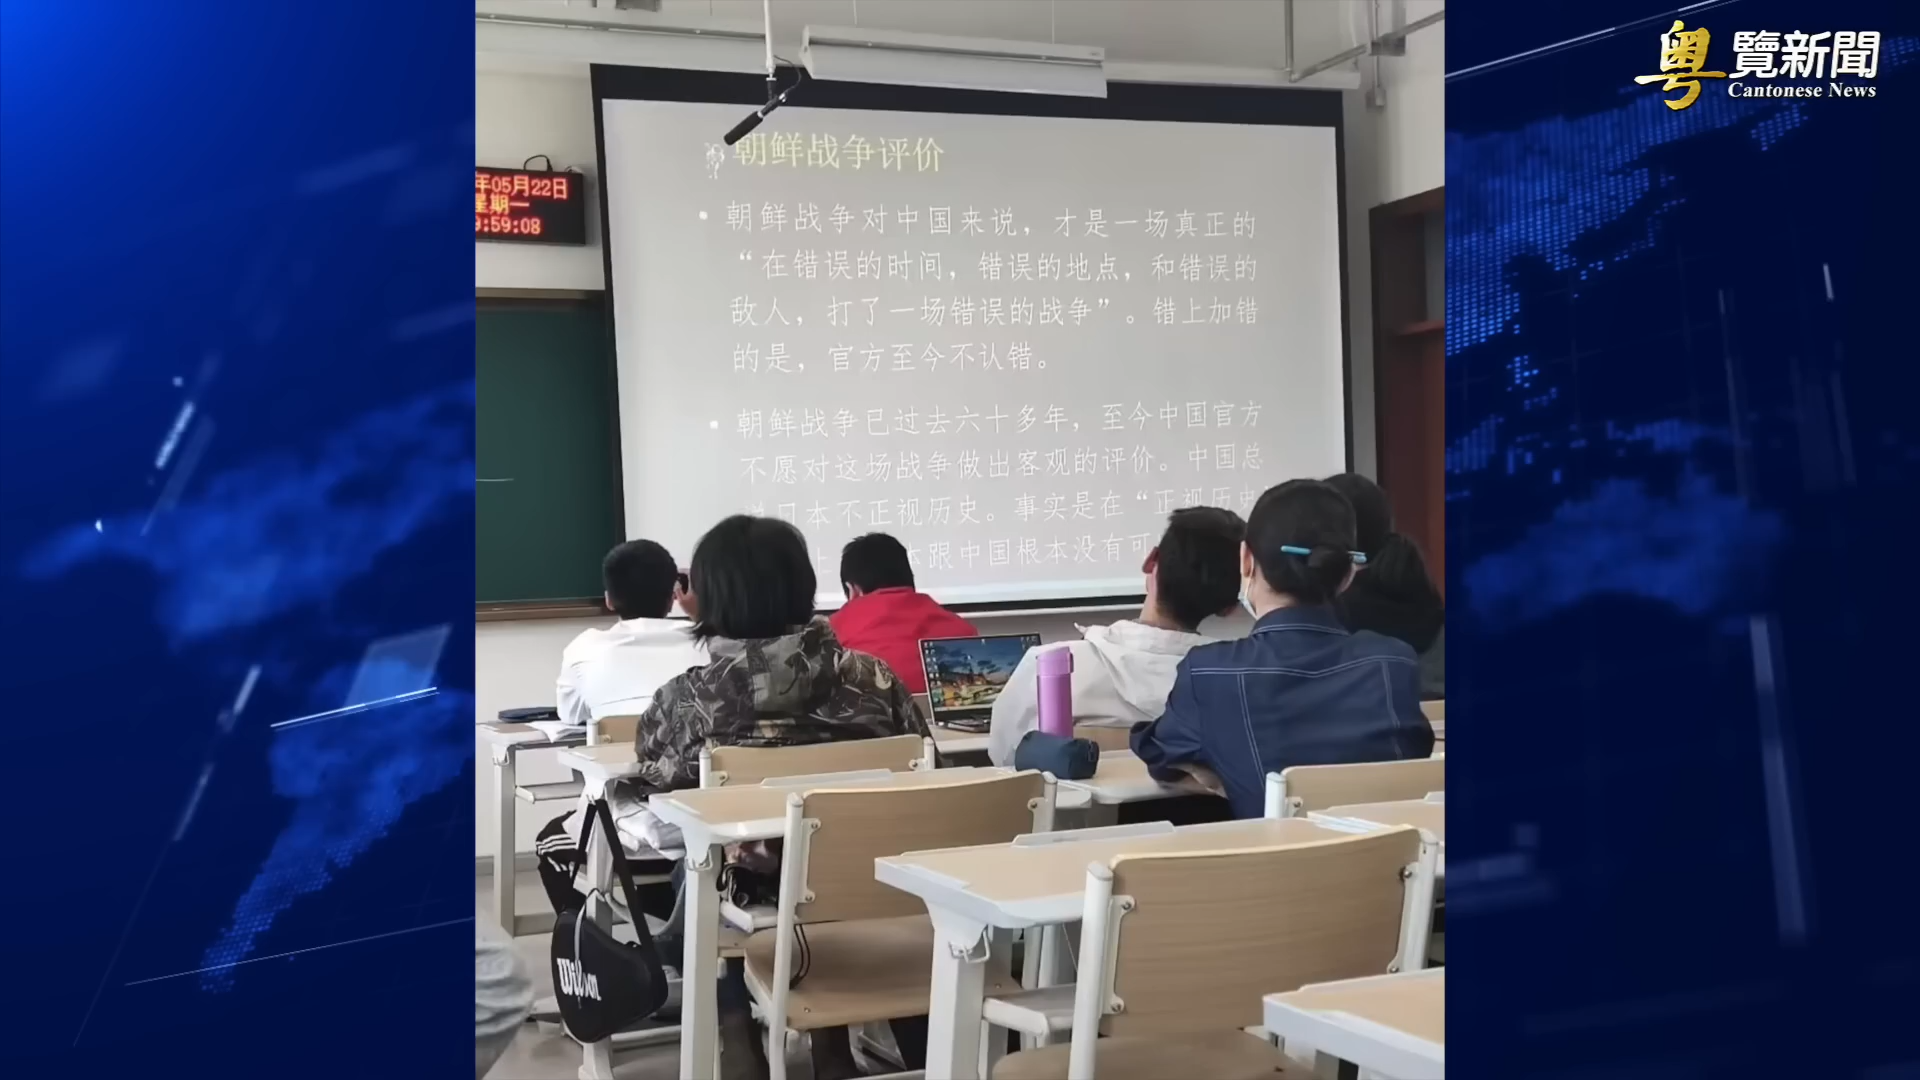 粤覽新聞
Cantonese News
年05月22日
星期一
9:59:08
朝鲜战争评价
朝鲜战争对中国来说，才是一场真正的
“在错误的时间，错误的地点，和错误的
敌人，打了一场错误的战争”。错上加错
的是，官方至今不认错。
朝鲜战争已过去六十多年，至今中国官方
不愿对这场战争做出客观的评价。中国总
说日本不正视历史。事实是在“正视历史”
上 本跟中国根本没有可
Wilson